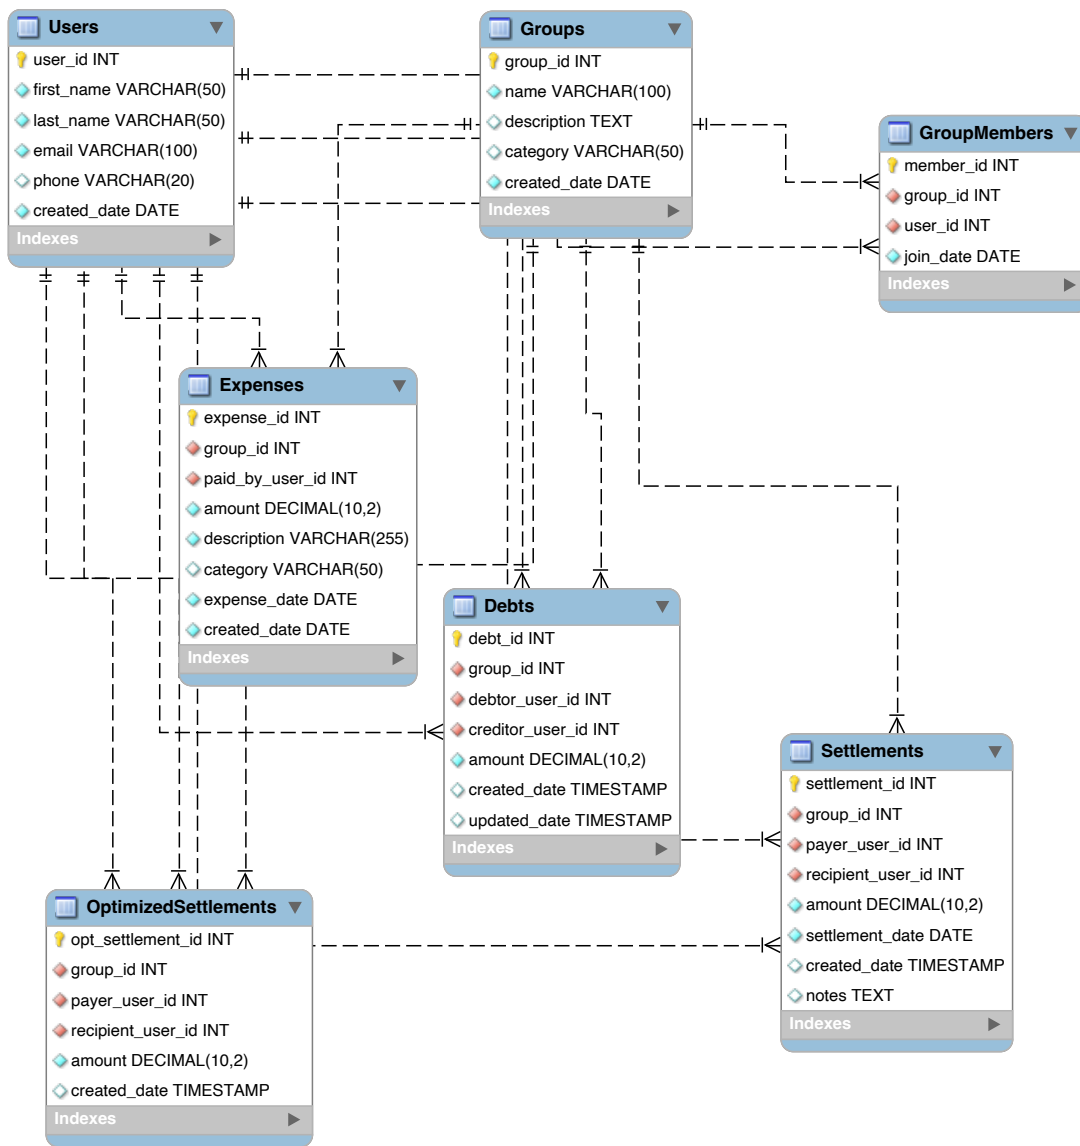 Users
user_id INT
first_name VARCHAR(50)
last_name VARCHAR(50)
email VARCHAR(100)
phone VARCHAR(20)
created_date DATE
Indexes
Groups
group_id INT
name VARCHAR(100)
description TEXT
category VARCHAR(50)
created_date DATE
Indexes
GroupMembers
member_id INT
group_id INT
user_id INT
join_date DATE
Indexes
Expenses
expense_id INT
group_id INT
paid_by_user_id INT
amount DECIMAL(10,2)
description VARCHAR(255)
category VARCHAR(50)
expense_date DATE
created_date DATE
Indexes
Debts
debt_id INT
group_id INT
debtor_user_id INT
creditor_user_id INT
amount DECIMAL(10,2)
created_date TIMESTAMP
updated_date TIMESTAMP
Indexes
Settlements
settlement_id INT
group_id INT
payer_user_id INT
recipient_user_id INT
amount DECIMAL(10,2)
settlement_date DATE
created_date TIMESTAMP
notes TEXT
Indexes
OptimizedSettlements
opt_settlement_id INT
group_id INT
payer_user_id INT
recipient_user_id INT
amount DECIMAL(10,2)
created_date TIMESTAMP
Indexes